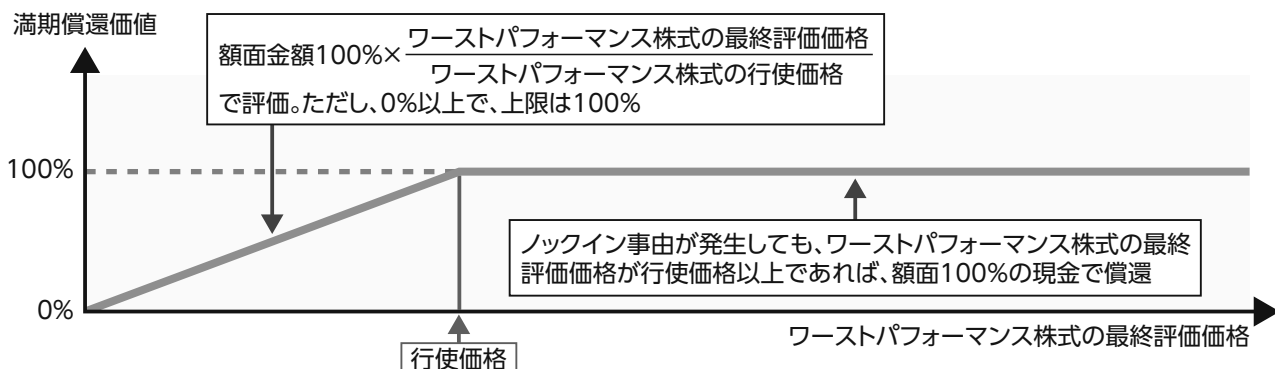 満期償還価値
額面金額100%×ワーストパフォーマンス株式の最終評価価格
ワーストパフォーマンス株式の行使価格
で評価。ただし、0%以上で、上限は100%
100%
ノックイン事由が発生しても、ワーストパフォーマンス株式の最終
評価価格が行使価格以上であれば、額面100%の現金で償還
0%
ワーストパフォーマンス株式の最終評価価格
行使価格